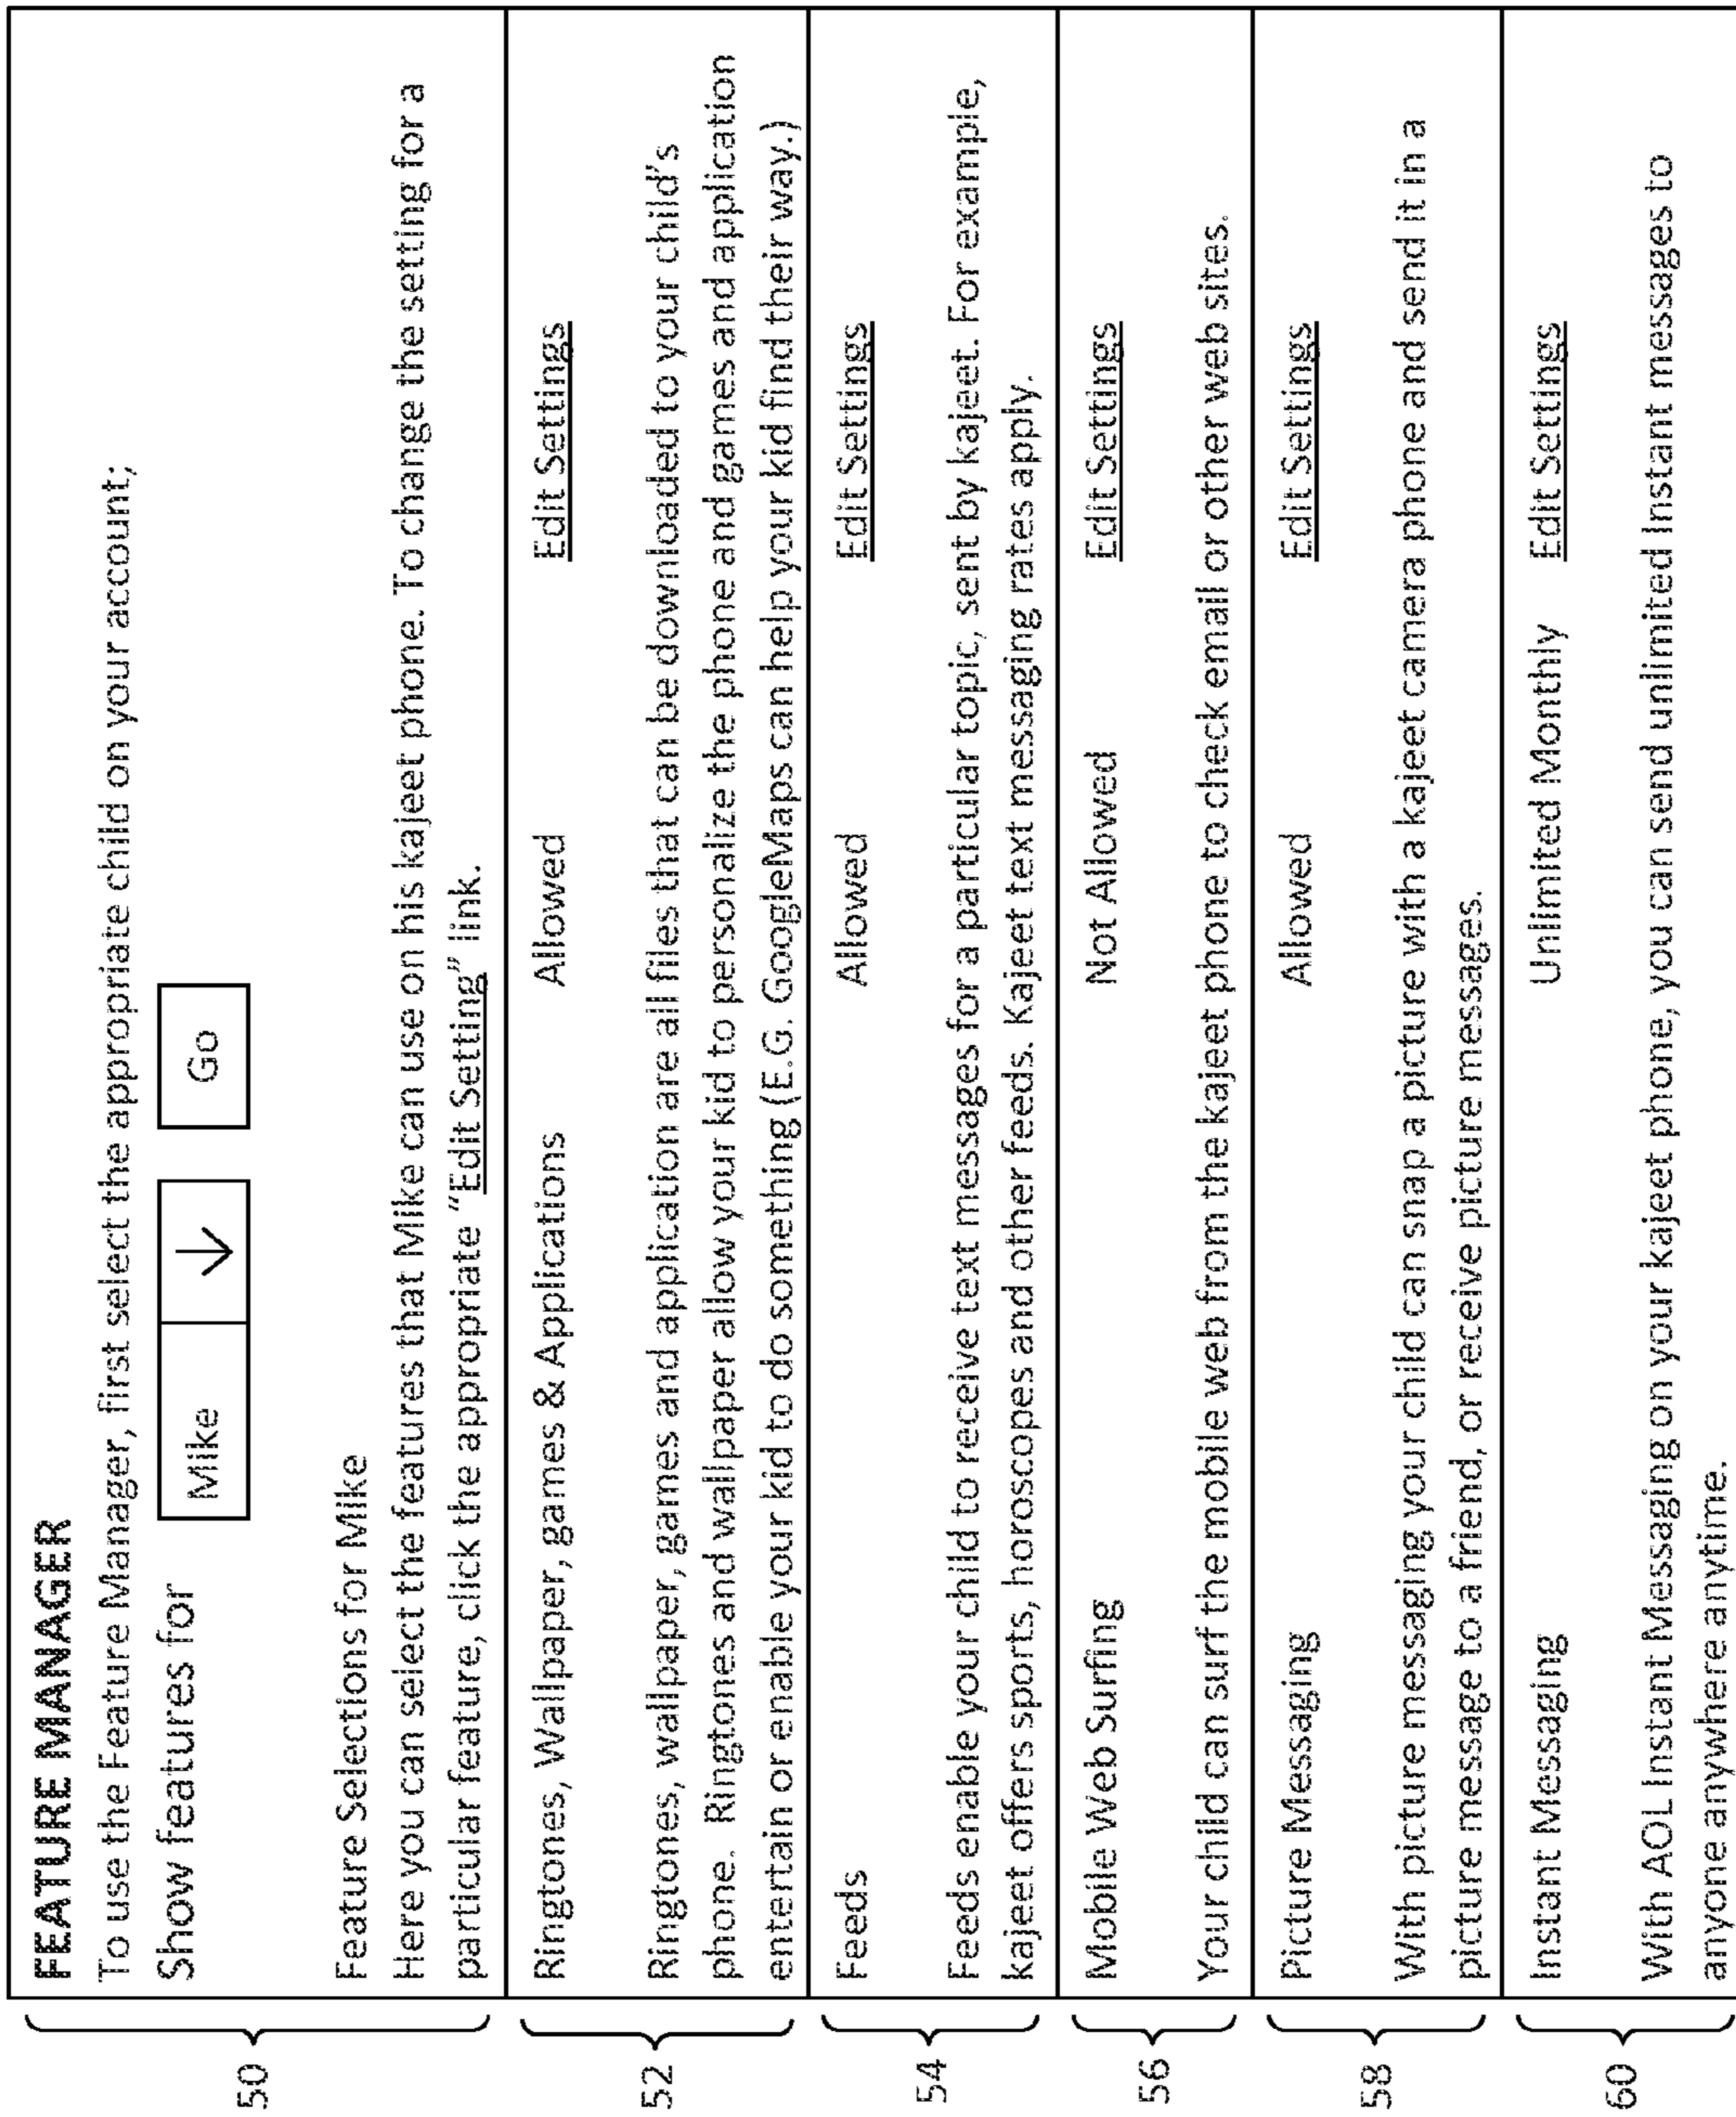 50
FEATURE MANAGER
To use the Feature Manager, first select the appropriate child on your account;
Show features for Mike Go
Feature Selections for Mike
Here you can select the features that Mike can use on his kajeet phone. To change the setting for a
particular feature, click the appropriate "Edit Setting" link.
52
Ringtones, Wallpaper, games & Applications Allowed Edit Settings
Ringtones, wallpaper, games and application are all files that can be downloaded to your child's
phone. Ringtones and wallpaper allow your kid to personalize the phone and games and application
entertain or enable your kid to do something (E.G. GoogleMaps can help your kid find their way.)
54
Feeds Allowed Edit Settings
Feeds enable your child to receive text messages for a particular topic, sent by kajeet. For example,
kajeet offers sports, horoscopes and other feeds. Kajeet text messaging rates apply.
56
Mobile Web Surfing Not Allowed Edit Settings
Your child can surf the mobile web from the kajeet phone to check email or other web sites.
58
Picture Messaging Allowed Edit Settings
With picture messaging your child can snap a picture with a kajeet camera phone and send it in a
picture message to a friend, or receive picture messages.
60
Instant Messaging Unlimited Monthly Edit Settings
With AOL Instant Messaging on your kajeet phone, you can send unlimited Instant messages to
anyone anywhere anytime.